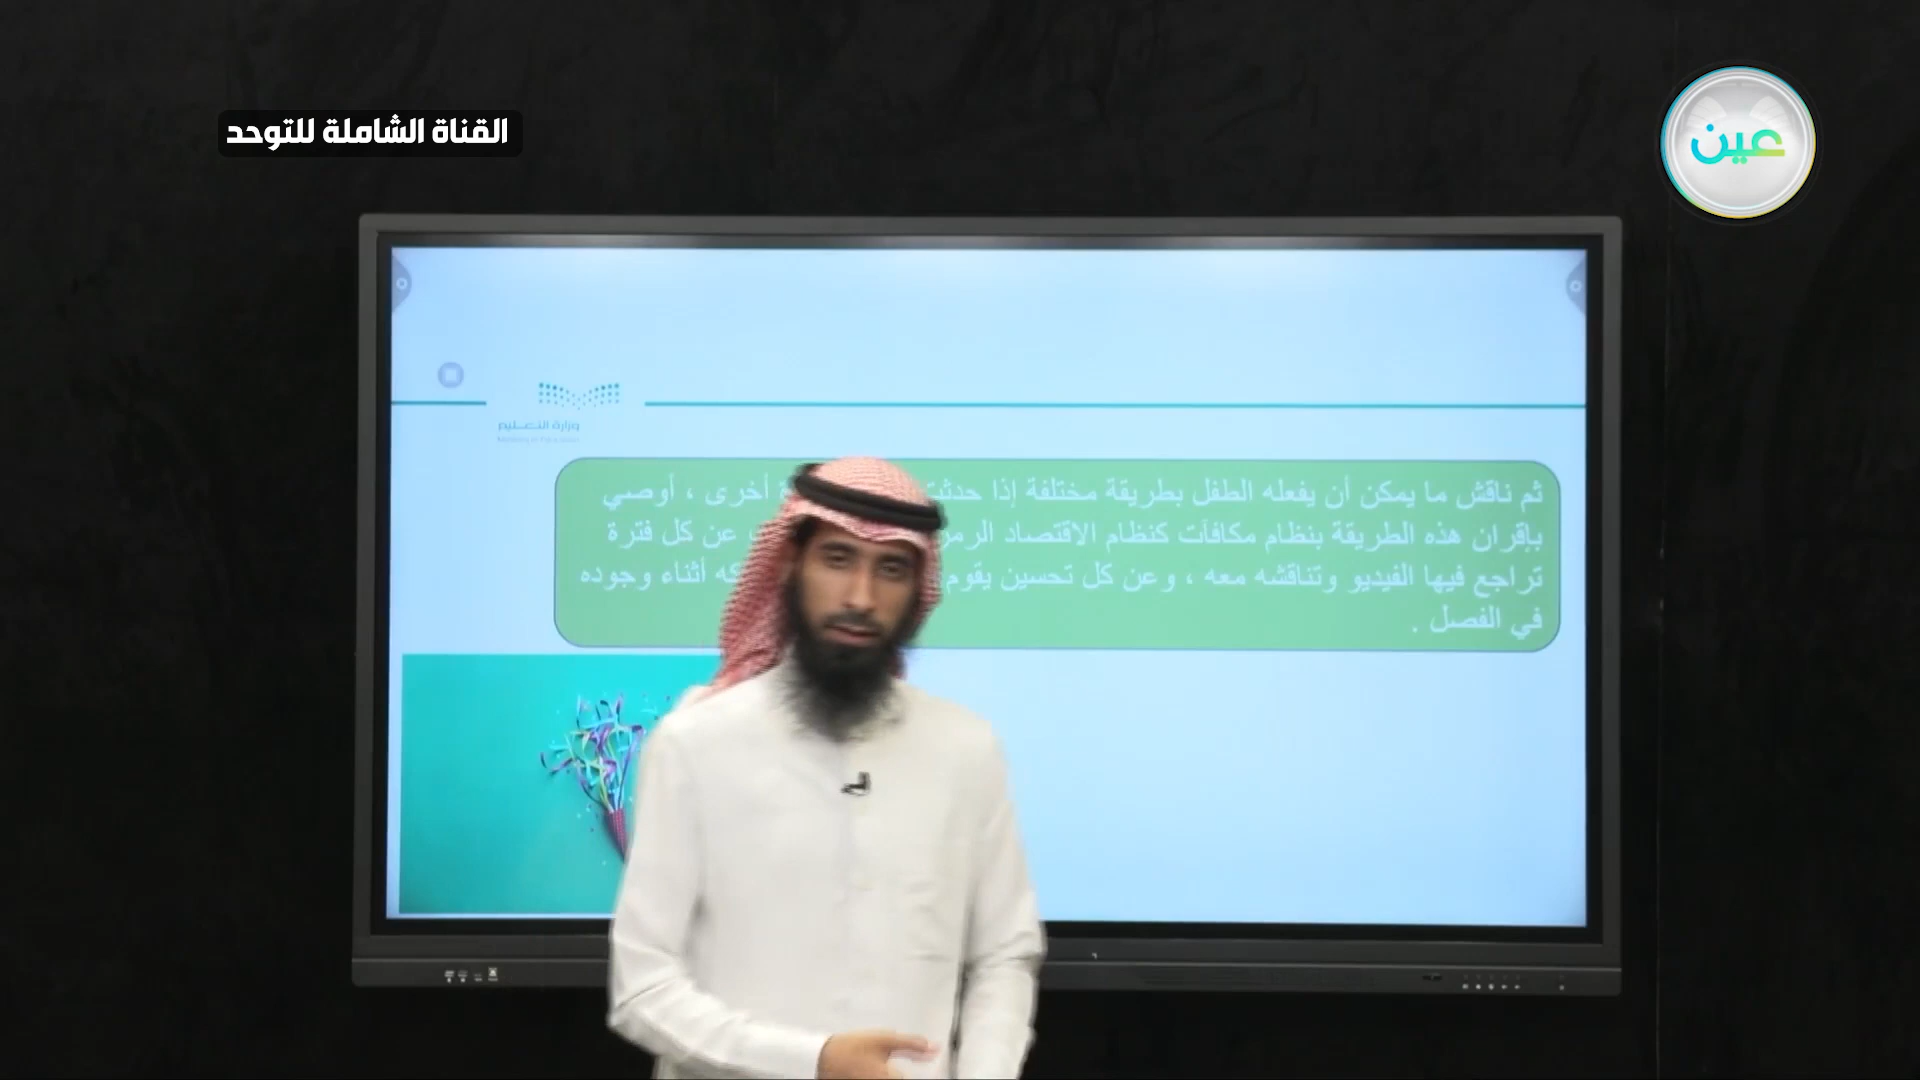 القناة الشاملة للتوحد
عين
وزارة التعليم
ثم ناقش ما يمكن أن يفعله الطفل بطريقة مختلفة إذا حدثت أخرى ، أوصي
بإقران هذه الطريقة بنظام مكافآت كنظام الاقتصاد عن كل فترة
تراجع فيها الفيديو وتناقشه معه ، وعن كل تحسين يقوم أثناء وجوده
في الفصل .